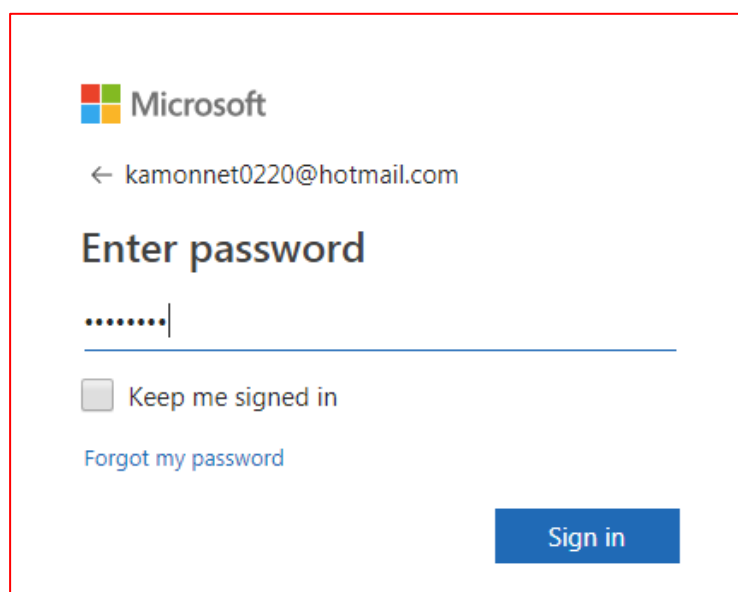 Microsoft
← kamonnet0220@hotmail.com
Enter password
••••••••
Keep me signed in
Forgot my password
Sign in